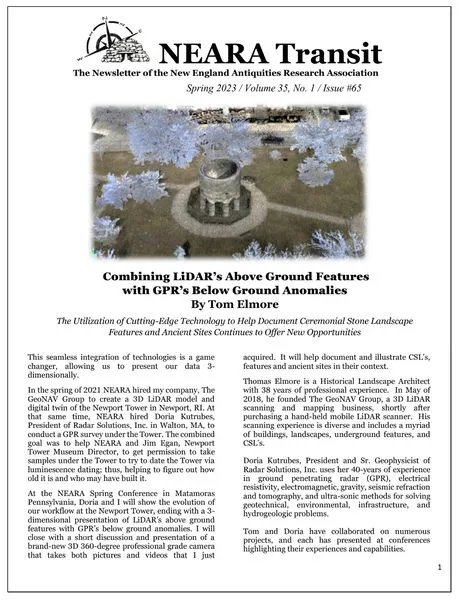 NEARA Transit
The Newsletter of the New England Antiquities Research Association
Spring 2023 / Volume 35, No. 1 / Issue #65
Combining LiDAR's Above Ground Features
with GPR's Below Ground Anomalies
By Tom Elmore
The Utilization of Cutting-Edge Technology to Help Document Ceremonial Stone Landscape
Features and Ancient Sites Continues to Offer New Opportunities
This seamless integration of technologies is a game
changer, allowing us to present our data 3-
dimensionally.
In the spring of 2021 NEARA hired my company, The
GeoNAV Group to create a 3D LiDAR model and
digital twin of the Newport Tower in Newport, RI. At
that same time, NEARA hired Doria Kutrubes,
President of Radar Solutions, Inc. in Walton, MA, to
conduct a GPR survey under the Tower. The combined
goal was to help NEARA and Jim Egan, Newport
Tower Museum Director, to get permission to take
samples under the Tower to try to date the Tower via
luminescence dating; thus, helping to figure out how
old it is and who may have built it.
At the NEARA Spring Conference in Matamoras
Pennsylvania, Doria and I will show the evolution of
our workflow at the Newport Tower, ending with a 3-
dimensional presentation of LiDAR's above ground
features with GPR's below ground anomalies. I will
close with a short discussion and presentation of a
brand-new 3D 360-degree professional grade camera
that takes both pictures and videos that I just
acquired. It will help document and illustrate CSL's,
features and ancient sites in their context.
Thomas Elmore is a Historical Landscape Architect
with 38 years of professional experience. In May of
2018, he founded The GeoNAV Group, a 3D LiDAR
scanning and mapping business, shortly after
purchasing a hand-held mobile LiDAR scanner. His
scanning experience is diverse and includes a myriad
of buildings, landscapes, underground features, and
CSL's.
Doria Kutrubes, President and Sr. Geophysicist of
Radar Solutions, Inc. uses her 40-years of experience
in ground penetrating radar (GPR), electrical
resistivity, electromagnetic, gravity, seismic refraction
and tomography, and ultra-sonic methods for solving
geotechnical, environmental, infrastructure, and
hydrogeologic problems.
Tom and Doria have collaborated on numerous
projects, and each has presented at conferences
highlighting their experiences and capabilities.
1